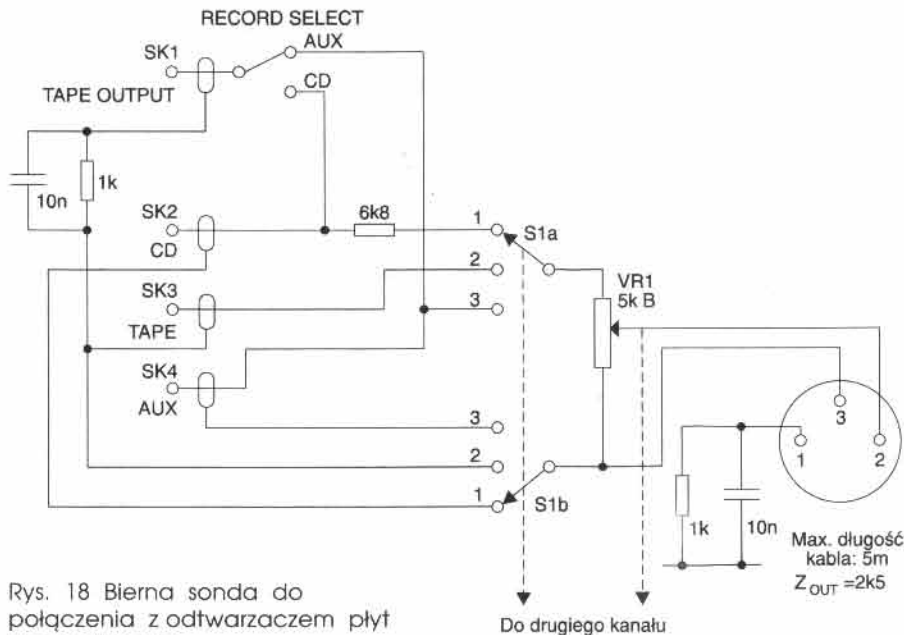 RECORD SELECT
AUX
SK1
CD
TAPE OUTPUT
10n
1k
SK2
6k8
1
S1a
CD
2
VR1
5k B
SK3
3
TAPE
SK4
AUX
3
3
2
1
2
1
S1b
1k
10n
Max. długość
kabla: 5m
Z OUT =2k5
Rys. 18 Bierna sonda do
połączenia z odtwarzaczem płyt
Do drugiego kanału